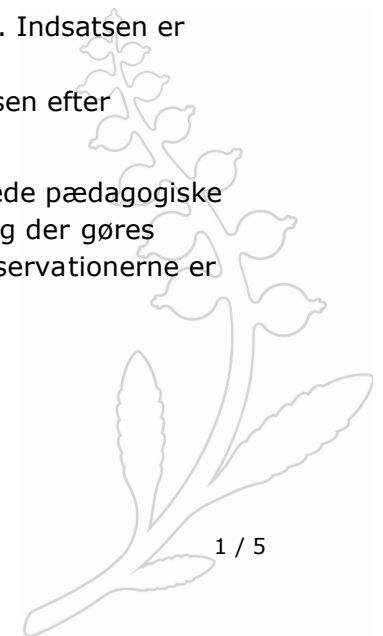 . Indsatsen er
sen efter
ede pædagogiske
g der gøres
servationerne er
1 / 5